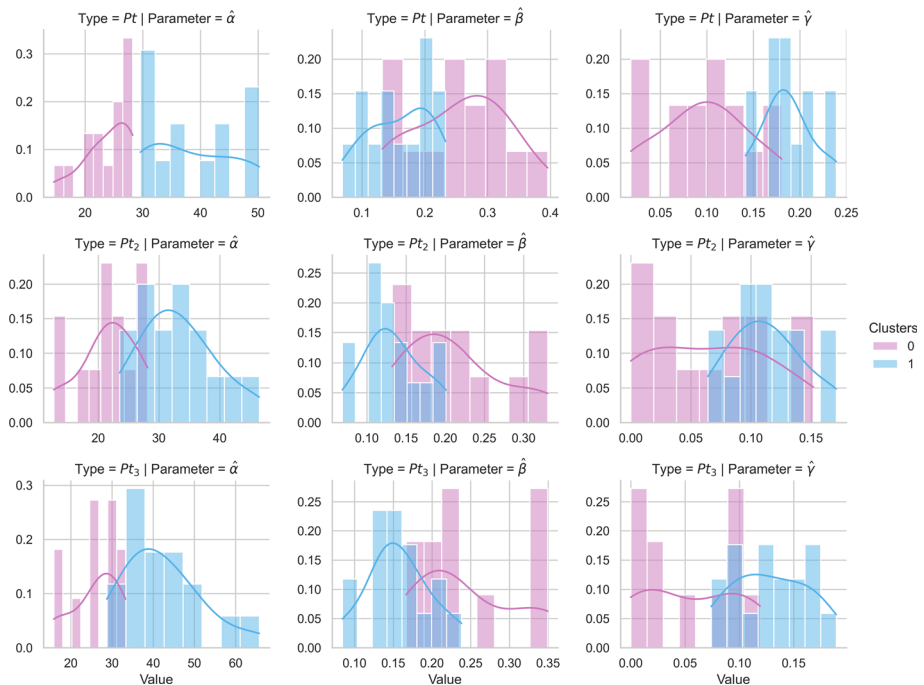 Type = Pt | Parameter = α̂
Type = Pt | Parameter = β̂
Type = Pt | Parameter = γ̂
0.3
0.2
0.1
0.0
20 30 40 50
0.20
0.15
0.10
0.05
0.00
0.1 0.2 0.3 0.4
0.20
0.15
0.10
0.05
0.00
0.05 0.10 0.15 0.20 0.25
Type = Pt₂ | Parameter = α̂
Type = Pt₂ | Parameter = β̂
Type = Pt₂ | Parameter = γ̂
0.20
0.15
0.10
0.05
0.00
20 40
0.25
0.20
0.15
0.10
0.05
0.00
0.10 0.15 0.20 0.25 0.30
0.20
0.15
0.10
0.05
0.00
0.00 0.05 0.10 0.15
Clusters
0
1
Type = Pt₃ | Parameter = α̂
Type = Pt₃ | Parameter = β̂
Type = Pt₃ | Parameter = γ̂
0.3
0.2
0.1
0.0
20 30 40 50 60
Value
0.25
0.20
0.15
0.10
0.05
0.00
0.10 0.15 0.20 0.25 0.30 0.35
Value
0.25
0.20
0.15
0.10
0.05
0.00
0.00 0.05 0.10 0.15
Value